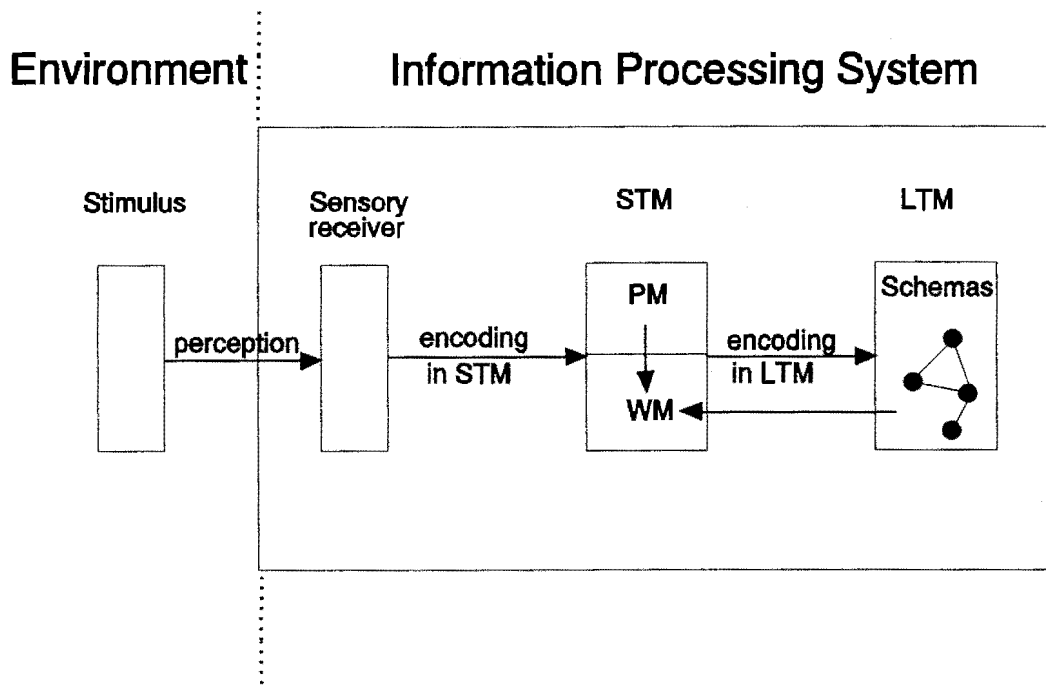 Environment
Information Processing System
Stimulus
Sensory
receiver
STM
LTM
perception
encoding
in STM
PM
WM
encoding
in LTM
Schemas